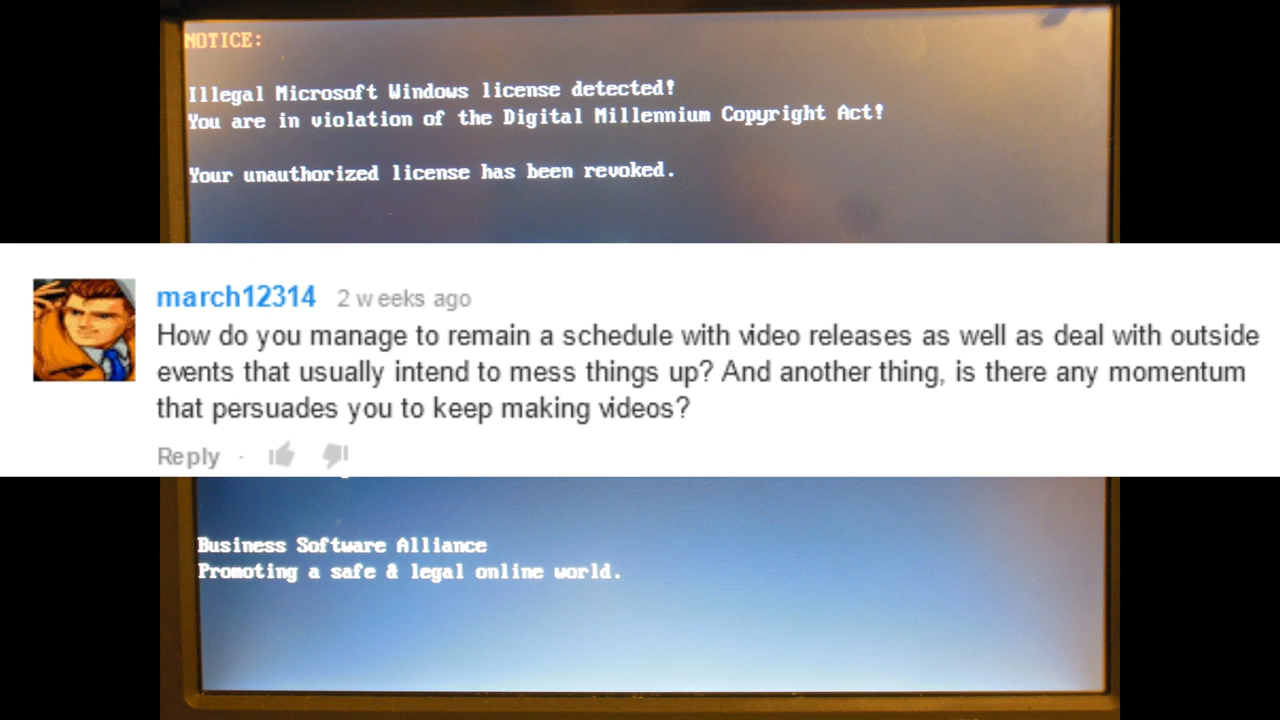 NOTICE:
Illegal Microsoft Windows license detected!
You are in violation of the Digital Millennium Copyright Act!
Your unauthorized license has been revoked.
march12314 2 weeks ago
How do you manage to remain a schedule with video releases as well as deal with outside
events that usually intend to mess things up? And another thing, is there any momentum
that persuades you to keep making videos?
Reply ·
Business Software Alliance
Promoting a safe & legal online world.